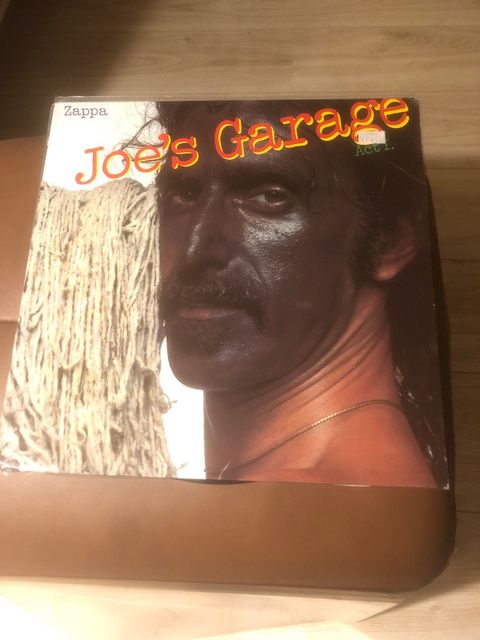 Zappa
Joe's Garage
Act I.